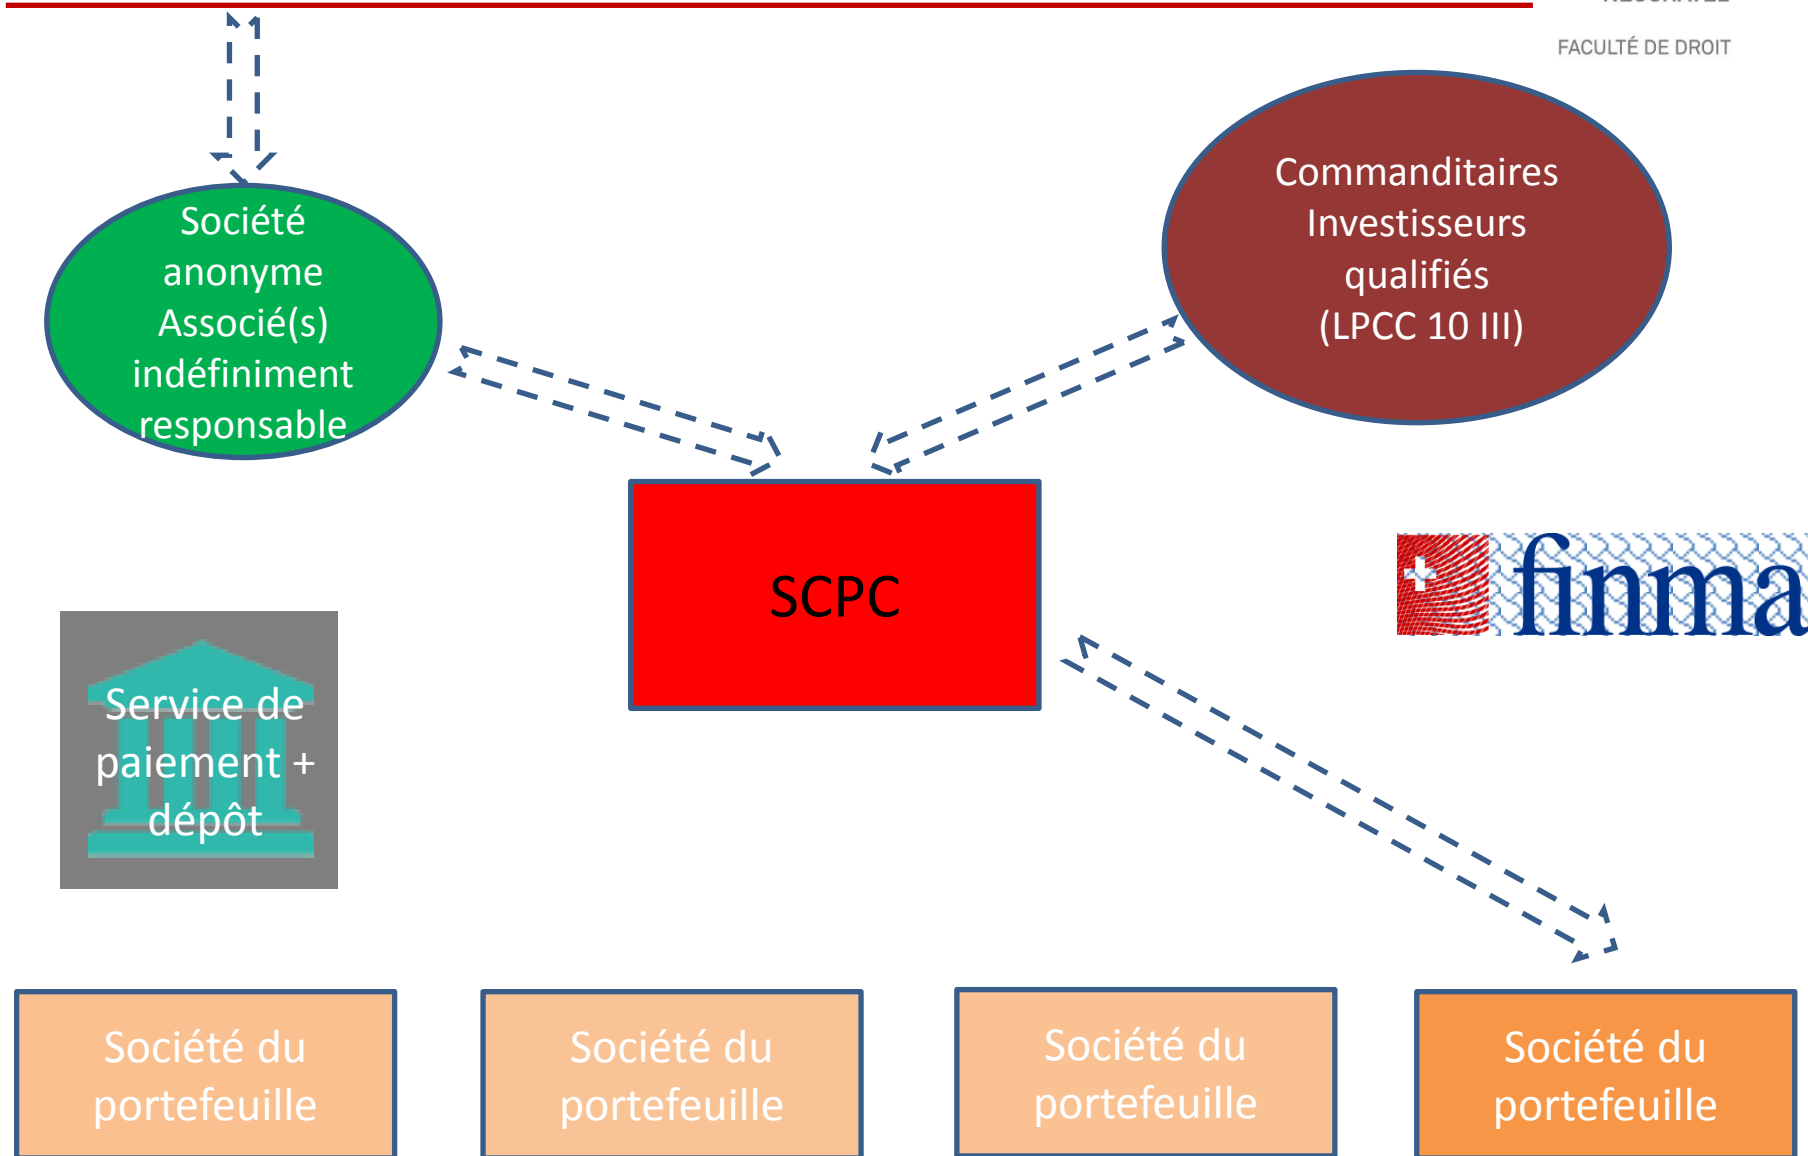 FACULTÉ DE DROIT
Société
anonyme
Associé(s)
indéfiniment
responsable
Commanditaires
Investisseurs
qualifiés
(LPCC 10 III)
SCPC
finma
Service de
paiement +
dépôt
Société du
portefeuille
Société du
portefeuille
Société du
portefeuille
Société du
portefeuille